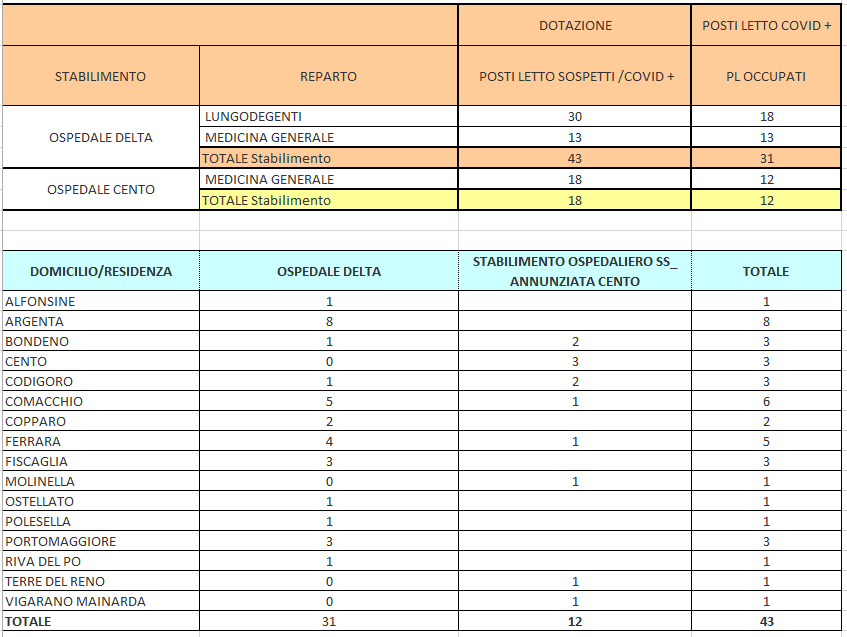 DOTAZIONE POSTI LETTO COVID +
STABILIMENTO REPARTO POSTI LETTO SOSPETTI /COVID + PL OCCUPATI
OSPEDALE DELTA LUNGODEGENTI 30 18
MEDICINA GENERALE 13 13
TOTALE Stabilimento 43 31
OSPEDALE CENTO MEDICINA GENERALE 18 12
TOTALE Stabilimento 18 12
DOMICILIO/RESIDENZA OSPEDALE DELTA STABILIMENTO OSPEDALIERO SS_ ANNUNZIATA CENTO TOTALE
ALFONSINE 1 1
ARGENTA 8 8
BONDENO 1 2 3
CENTO 0 3 3
CODIGORO 1 2 3
COMACCHIO 5 1 6
COPPARO 2 2
FERRARA 4 1 5
FISCAGLIA 3 3
MOLINELLA 0 1 1
OSTELLATO 1 1
POLESELLA 1 1
PORTOMAGGIORE 3 3
RIVA DEL PO 1 1
TERRE DEL RENO 0 1 1
VIGARANO MAINARDA 0 1 1
TOTALE 31 12 43